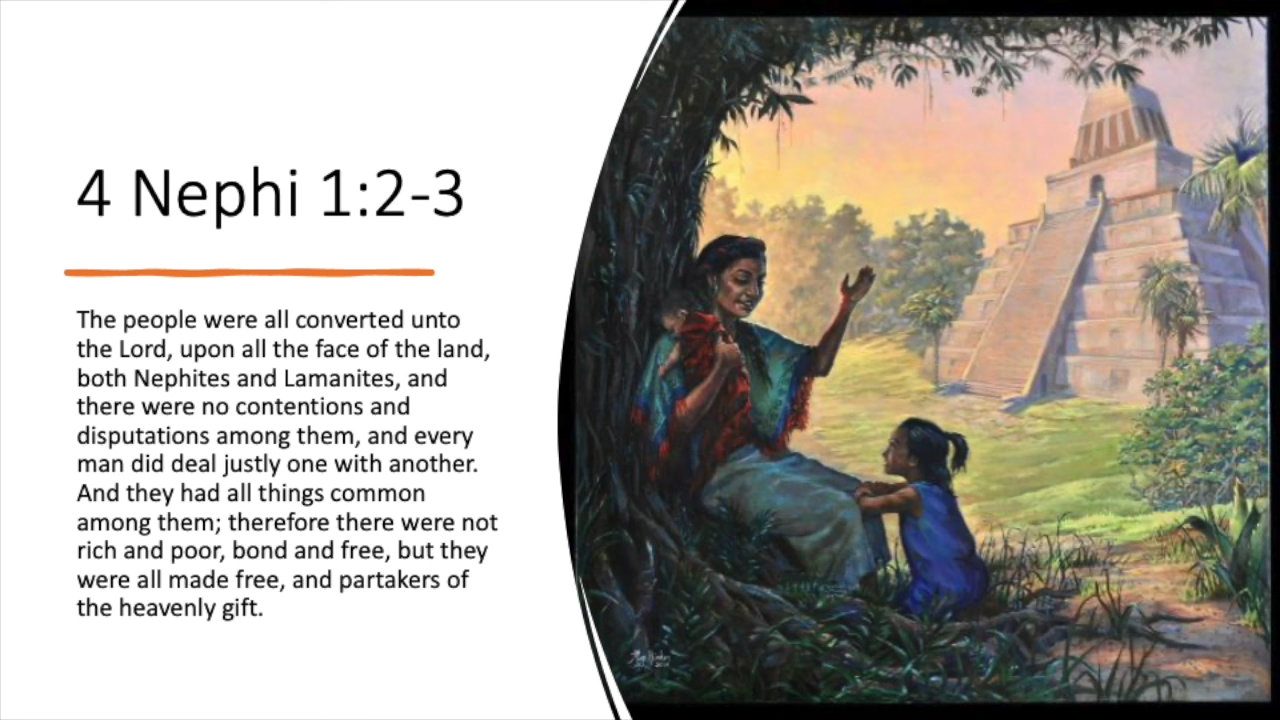 4 Nephi 1:2-3
The people were all converted unto
the Lord, upon all the face of the land,
both Nephites and Lamanites, and
there were no contentions and
disputations among them, and every
man did deal justly one with another.
And they had all things common
among them; therefore there were not
rich and poor, bond and free, but they
were all made free, and partakers of
the heavenly gift.